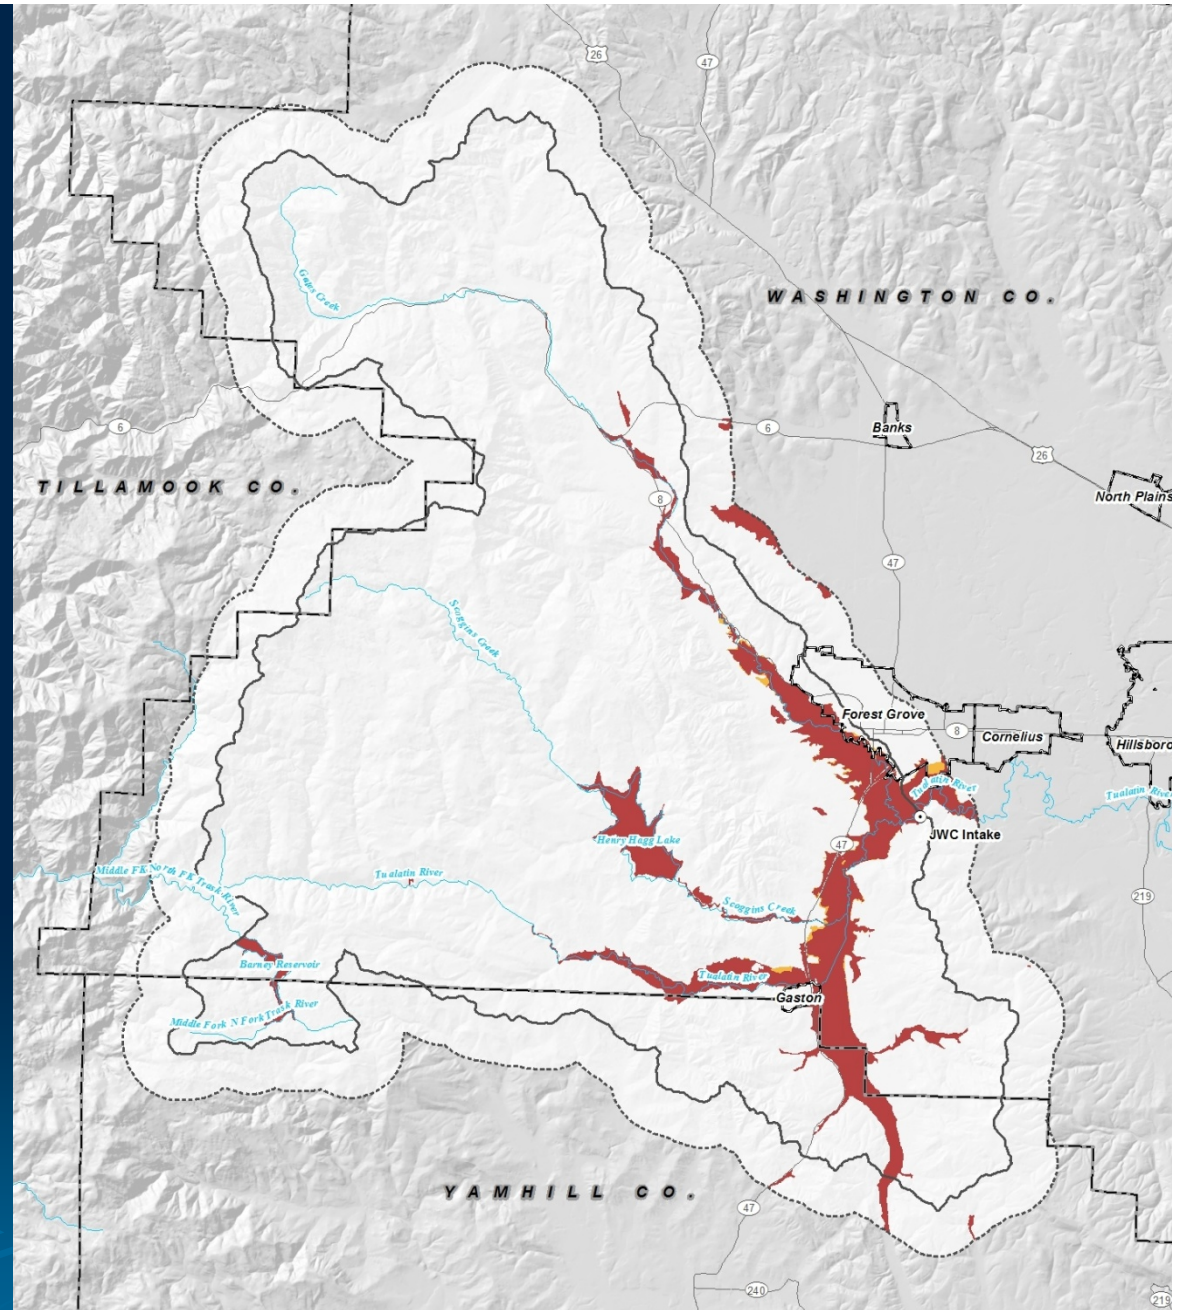 26
47
Gales Creek
WASHINGTON CO.
6
6
Banks
26
TILLAMOOK CO.
North Plains
8
47
Scoggins Creek
Forest Grove
8
Cornelius
Hillsboro
Tualatin River
Tualatin River
JWC Intake
Henry Hagg Lake
47
Middle FK North FK Trask River
Tualatin River
219
Scoggins Creek
Barney Reservoir
Tualatin River
Gaston
Middle Fork N Fork Trask River
YAMHILL CO.
47
240
219